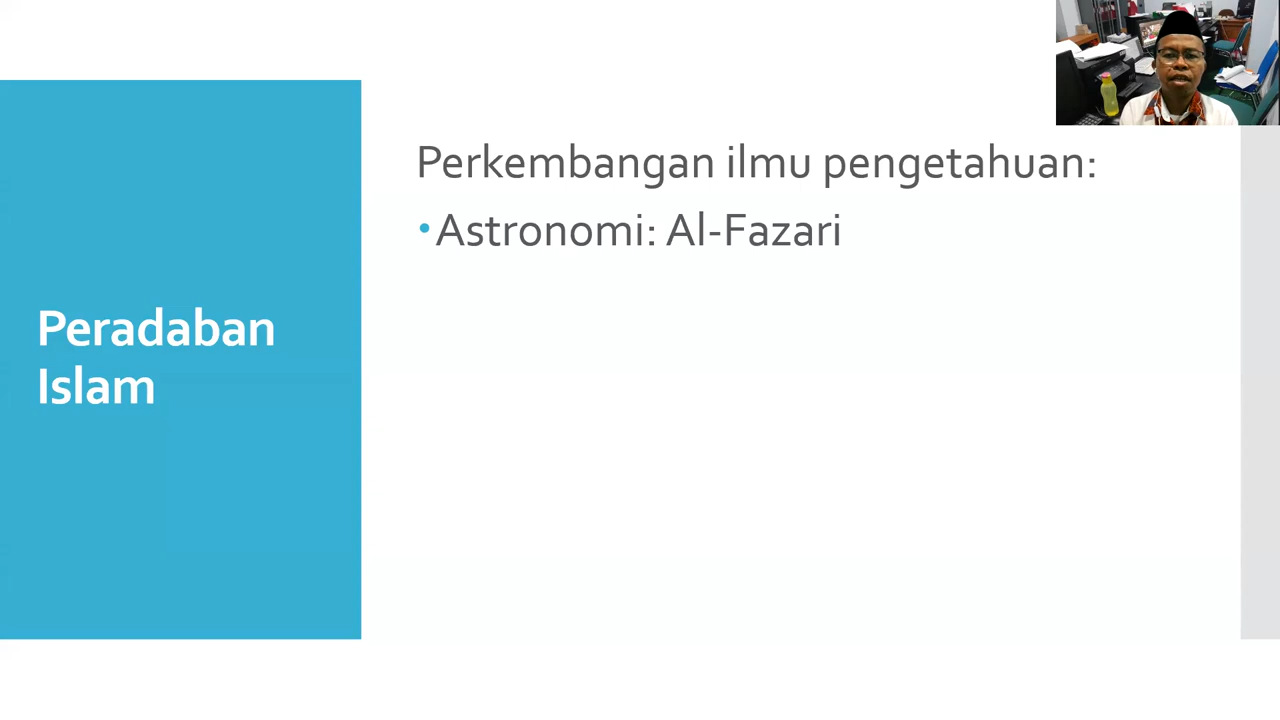 Perkembangan ilmu pengetahuan:
•Astronomi: Al-Fazari
Peradaban
Islam